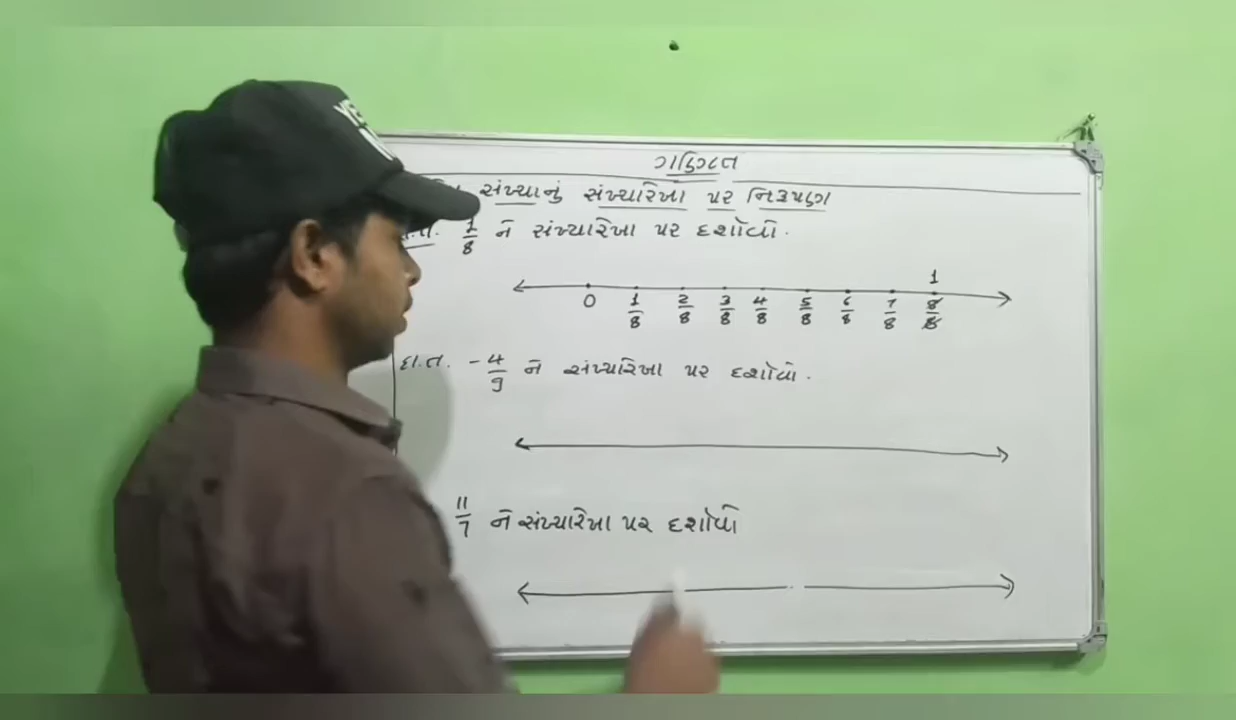 ગણિત
સંખ્યાનું સંખ્યારેખા પર નિરૂપણ
1/8 ને સંખ્યારેખા પર દર્શાવો.
1
0 1/8 2/8 3/8 4/8 5/8 6/8 7/8 8/8
દા.ત. -4/9 ને સંખ્યારેખા પર દર્શાવો.
11/7 ને સંખ્યારેખા પર દર્શાવો